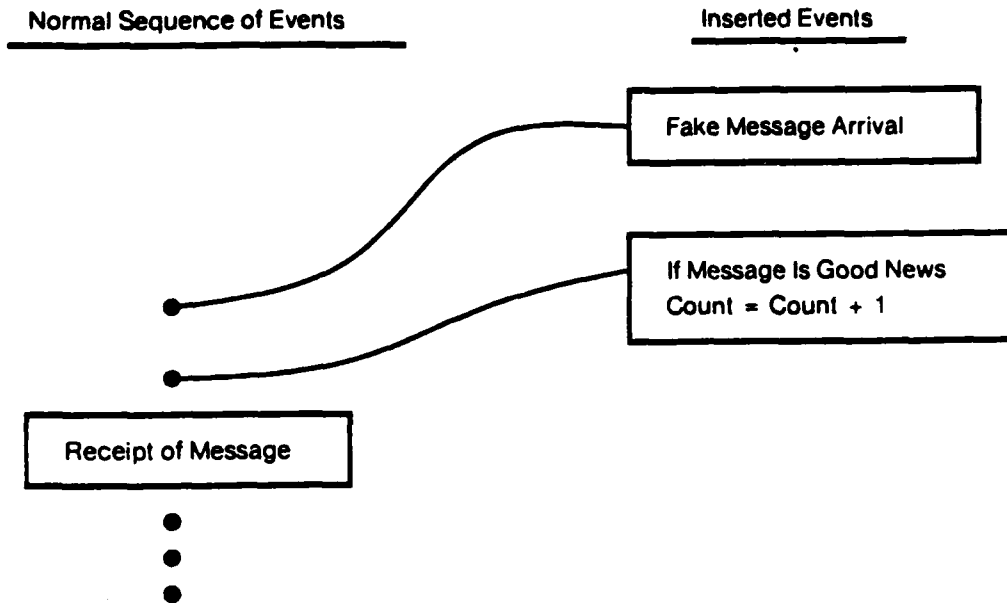 Normal Sequence of Events
Inserted Events
Fake Message Arrival
If Message Is Good News
Count = Count + 1
Receipt of Message